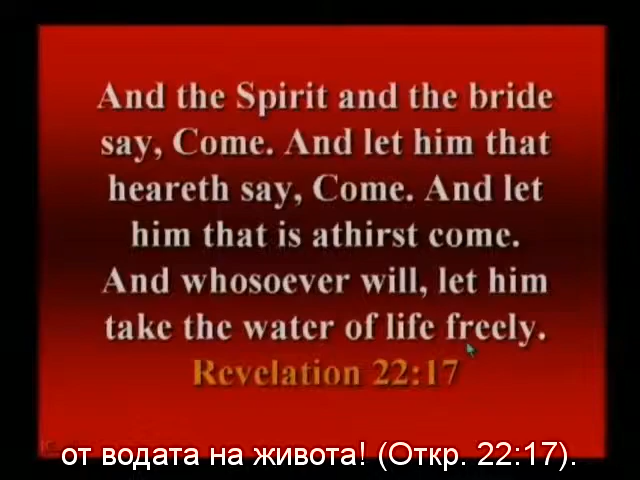 And the Spirit and the bride
say, Come. And let him that
heareth say, Come. And let
him that is athirst come.
And whosoever will, let him
take the water of life freely.
Revelation 22:17
от водата на живота! (Откр. 22:17).